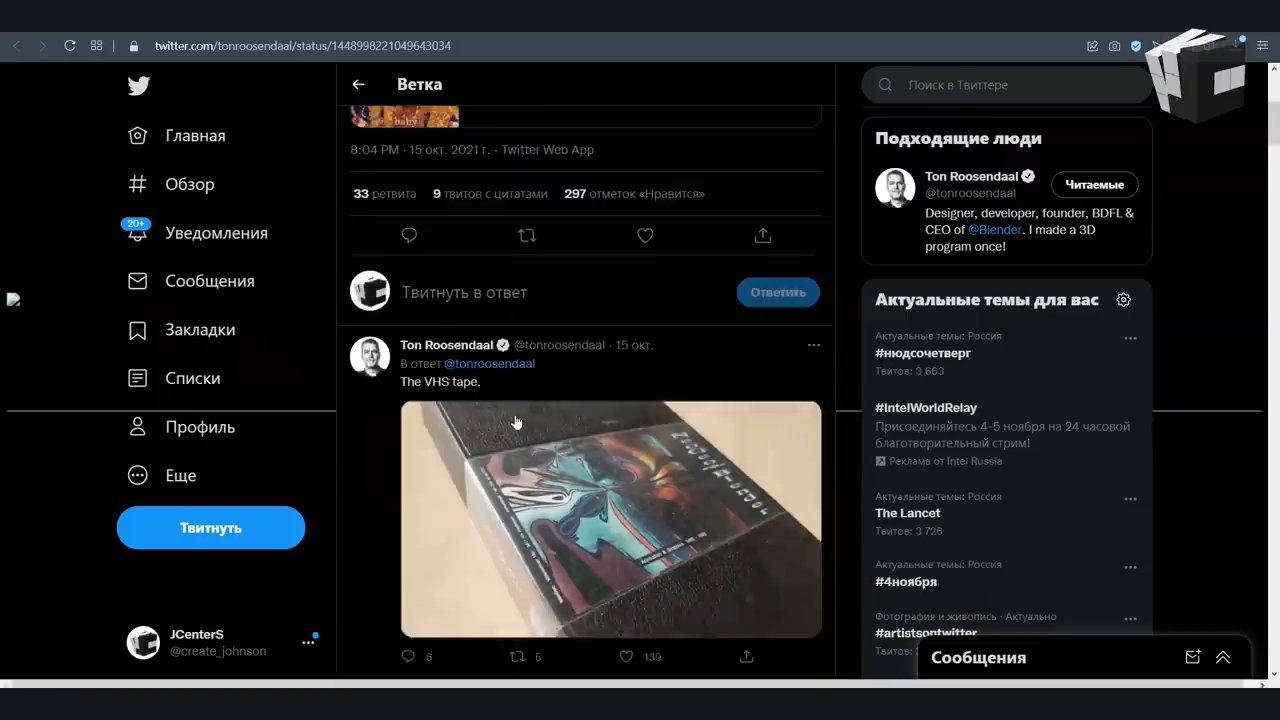 twitter.com/tonroosendaal/status/1448998221049643034
Главная
Обзор
20+
Уведомления
Сообщения
Закладки
Списки
Профиль
Еще
Твитнуть
JCenterS
@create_johnson
Ветка
baby
8:04 PM · 15 окт. 2021 г. · Twitter Web App
33 ретвита 9 твитов с цитатами 297 отметок «Нравится»
Твитнуть в ответ
Ответить
Ton Roosendaal @tonroosendaal · 15 окт.
В ответ @tonroosendaal
The VHS tape.
6 5 139
Поиск в Твиттере
Подходящие люди
Ton Roosendaal
@tonroosendaal
Читаемые
Designer, developer, founder, BDFL &
CEO of @Blender. I made a 3D
program once!
Актуальные темы для вас
Актуальные темы: Россия
#нюдсочетверг
Твитов: 3 663
#IntelWorldRelay
Присоединяйтесь 4-5 ноября на 24 часовой
благотворительный стрим!
Реклама от Intel Russia
Актуальные темы: Россия
The Lancet
Твитов: 3 726
Актуальные темы: Россия
#4ноября
Фотография и живопись · Актуально
#artistsontwitter
Твитов:
Сообщения